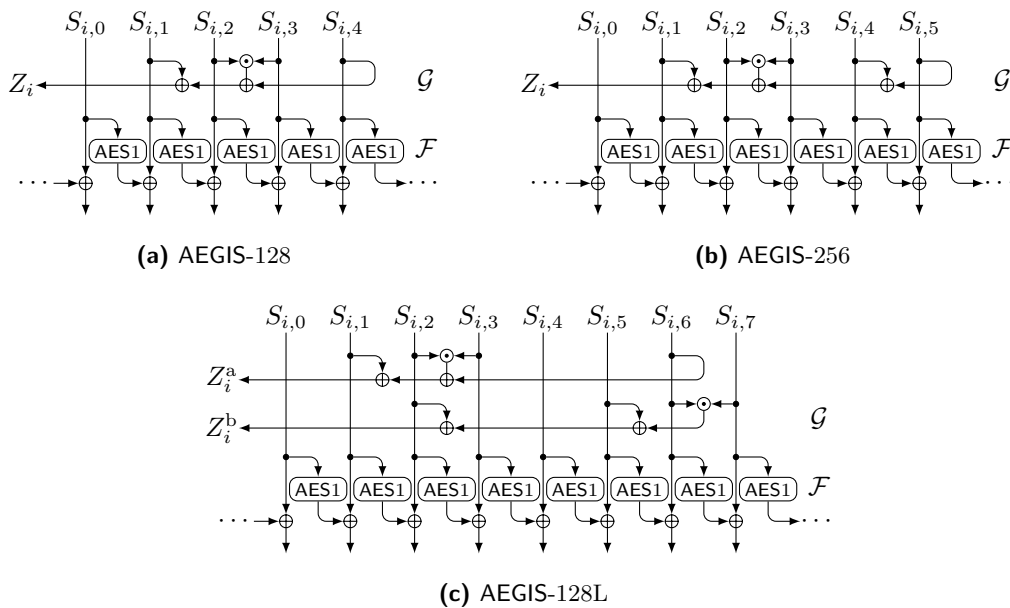 S_{i,0} S_{i,1} S_{i,2} S_{i,3} S_{i,4}
Z_i 𝒢
AES1 AES1 AES1 AES1 AES1 ℱ
··· ···
(a) AEGIS-128
S_{i,0} S_{i,1} S_{i,2} S_{i,3} S_{i,4} S_{i,5}
Z_i 𝒢
AES1 AES1 AES1 AES1 AES1 AES1 ℱ
··· ···
(b) AEGIS-256
S_{i,0} S_{i,1} S_{i,2} S_{i,3} S_{i,4} S_{i,5} S_{i,6} S_{i,7}
Z_i^a
Z_i^b 𝒢
AES1 AES1 AES1 AES1 AES1 AES1 AES1 AES1 ℱ
··· ···
(c) AEGIS-128L